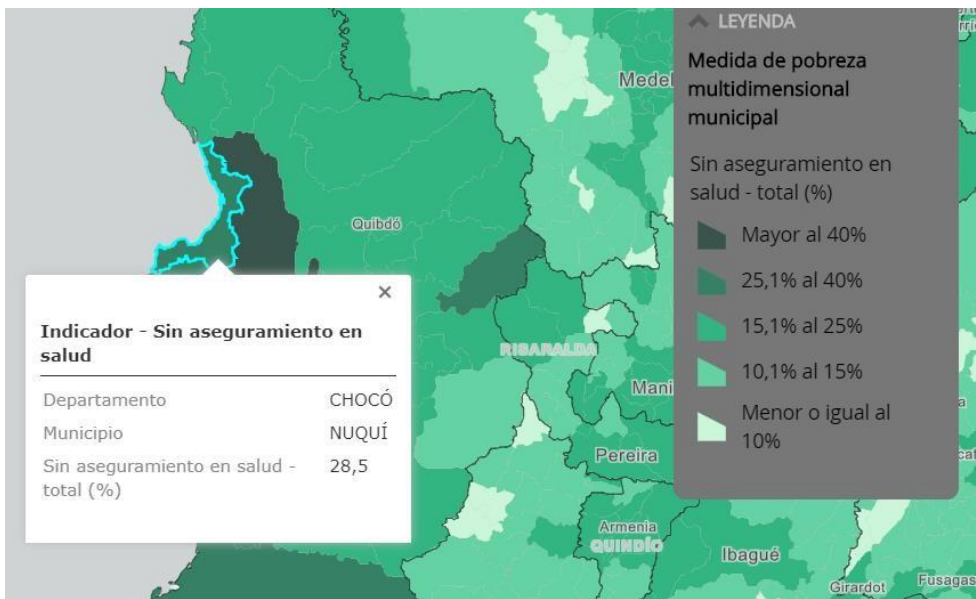 LEYENDA
Medida de pobreza
multidimensional
municipal
Sin aseguramiento en
salud - total (%)
Mayor al 40%
25,1% al 40%
15,1% al 25%
10,1% al 15%
Menor o igual al
10%
Medel
Quibdó
RISARALDA
Mani
Pereira
Armenia
QUINDÍO
Ibagué
Girardot
Fusagas
×
Indicador - Sin aseguramiento en
salud
Departamento CHOCÓ
Municipio NUQUÍ
Sin aseguramiento en salud - 28,5
total (%)